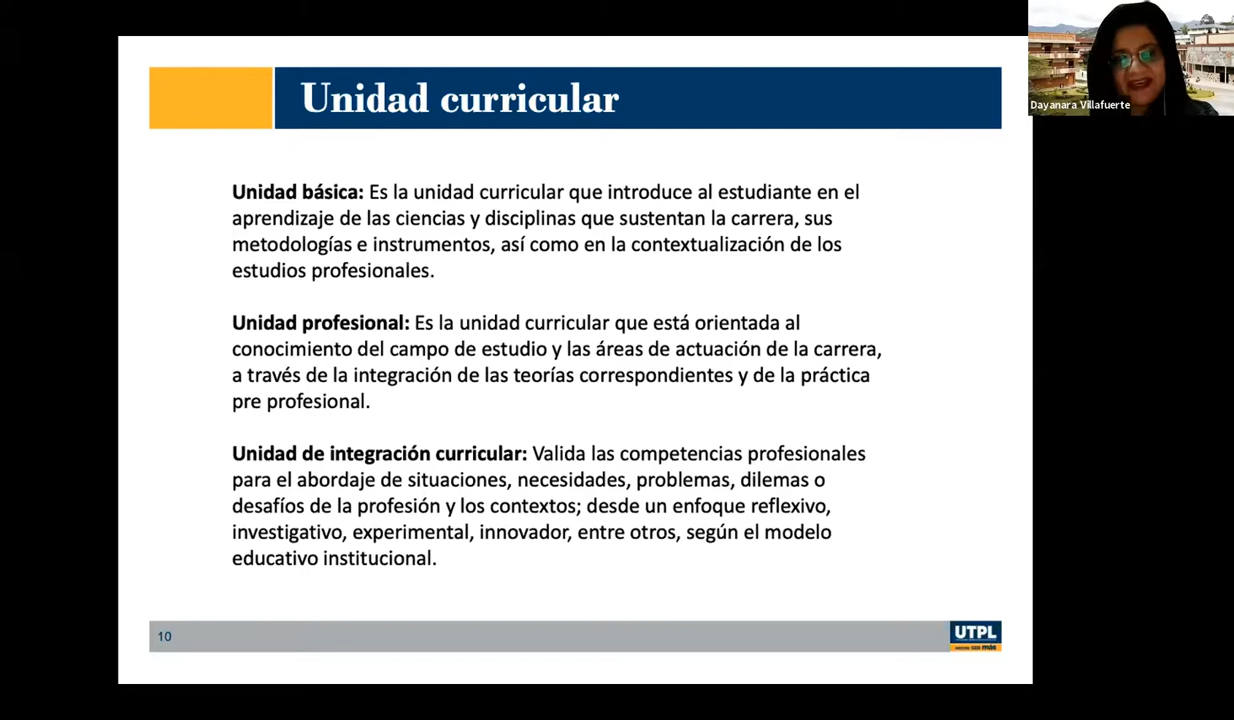 Unidad curricular
Dayanara Villafuerte
Unidad básica: Es la unidad curricular que introduce al estudiante en el
aprendizaje de las ciencias y disciplinas que sustentan la carrera, sus
metodologías e instrumentos, así como en la contextualización de los
estudios profesionales.
Unidad profesional: Es la unidad curricular que está orientada al
conocimiento del campo de estudio y las áreas de actuación de la carrera,
a través de la integración de las teorías correspondientes y de la práctica
pre profesional.
Unidad de integración curricular: Valida las competencias profesionales
para el abordaje de situaciones, necesidades, problemas, dilemas o
desafíos de la profesión y los contextos; desde un enfoque reflexivo,
investigativo, experimental, innovador, entre otros, según el modelo
educativo institucional.
10
UTPL
ser más